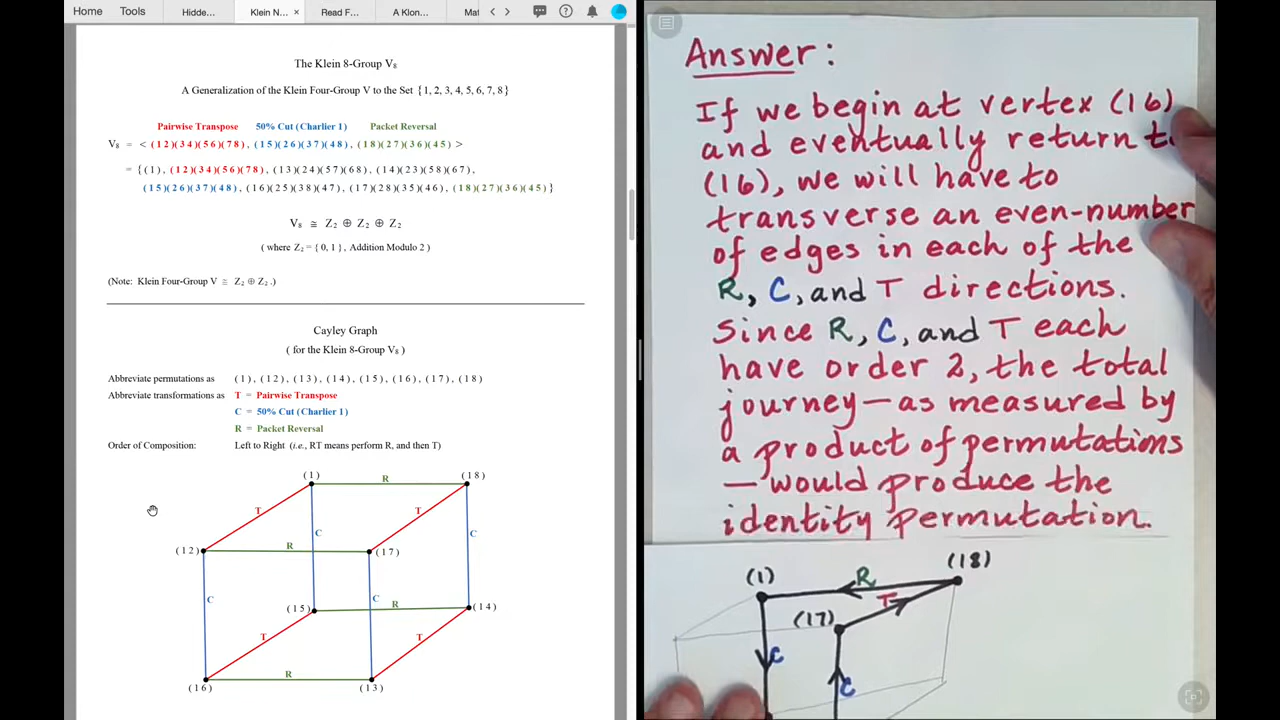 Home Tools Hidde... Klein N... × Read F... A Klon... Mat
The Klein 8-Group V₈
A Generalization of the Klein Four-Group V to the Set {1, 2, 3, 4, 5, 6, 7, 8}
Pairwise Transpose 50% Cut (Charlier 1) Packet Reversal
V₈ = < (12)(34)(56)(78), (15)(26)(37)(48), (18)(27)(36)(45) >
= {(1), (12)(34)(56)(78), (13)(24)(57)(68), (14)(23)(58)(67),
(15)(26)(37)(48), (16)(25)(38)(47), (17)(28)(35)(46), (18)(27)(36)(45)}
V₈ ≅ Z₂ ⊕ Z₂ ⊕ Z₂
(where Z₂ = {0, 1}, Addition Modulo 2)
(Note: Klein Four-Group V ≅ Z₂ ⊕ Z₂.)
Cayley Graph
(for the Klein 8-Group V₈)
Abbreviate permutations as (1), (12), (13), (14), (15), (16), (17), (18)
Abbreviate transformations as T = Pairwise Transpose
C = 50% Cut (Charlier 1)
R = Packet Reversal
Order of Composition: Left to Right (i.e., RT means perform R, and then T)
(1) R (18)
T T
C C
(12) R (17)
C C
(15) R (14)
T T
(16) R (13)
Answer:
If we begin at vertex (16)
and eventually return t
(16), we will have to
transverse an even-number
of edges in each of the
R, C, and T directions.
Since R, C, and T each
have order 2, the total
journey—as measured by
a product of permutations
—would produce the
identity permutation.
(1) R (18)
(17) T
C C